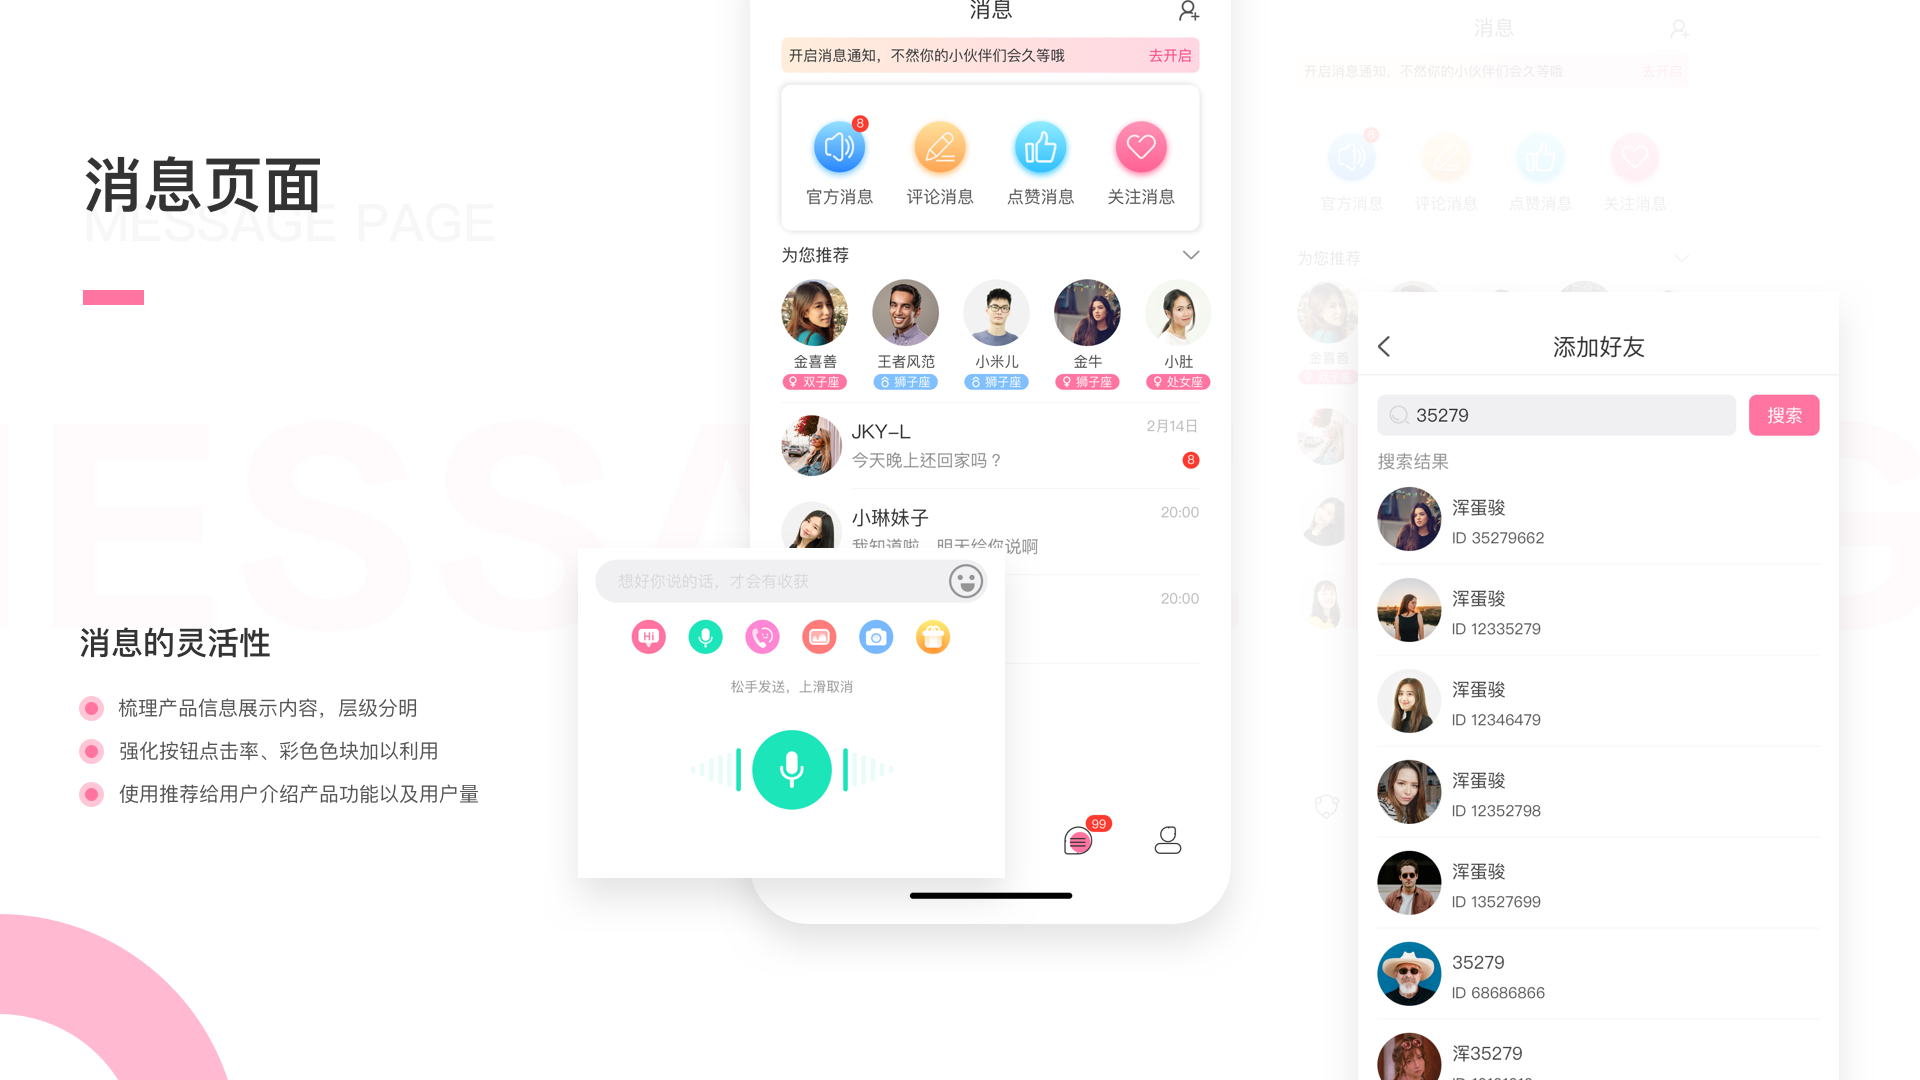 消息页面
MESSAGE PAGE
消息的灵活性
梳理产品信息展示内容，层级分明
强化按钮点击率、彩色色块加以利用
使用推荐给用户介绍产品功能以及用户量
消息
开启消息通知，不然你的小伙伴们会久等哦 去开启
8
官方消息 评论消息 点赞消息 关注消息
为您推荐
金喜善 王者风范 小米儿 金牛 小肚
双子座 狮子座 狮子座 狮子座 处女座
JKY-L 2月14日
今天晚上还回家吗？ 8
小琳妹子 20:00
我知道啦，明天给你说啊
20:00
想好你说的话，才会有收获
Hi
松手发送，上滑取消
99
消息
开启消息通知，不然你的小伙伴们会久等哦 去开启
官方消息 评论消息 点赞消息 关注消息
为您推荐
金喜善
双子座
添加好友
35279 搜索
搜索结果
浑蛋骏
ID 35279662
浑蛋骏
ID 12335279
浑蛋骏
ID 12346479
浑蛋骏
ID 12352798
浑蛋骏
ID 13527699
35279
ID 68686866
浑35279